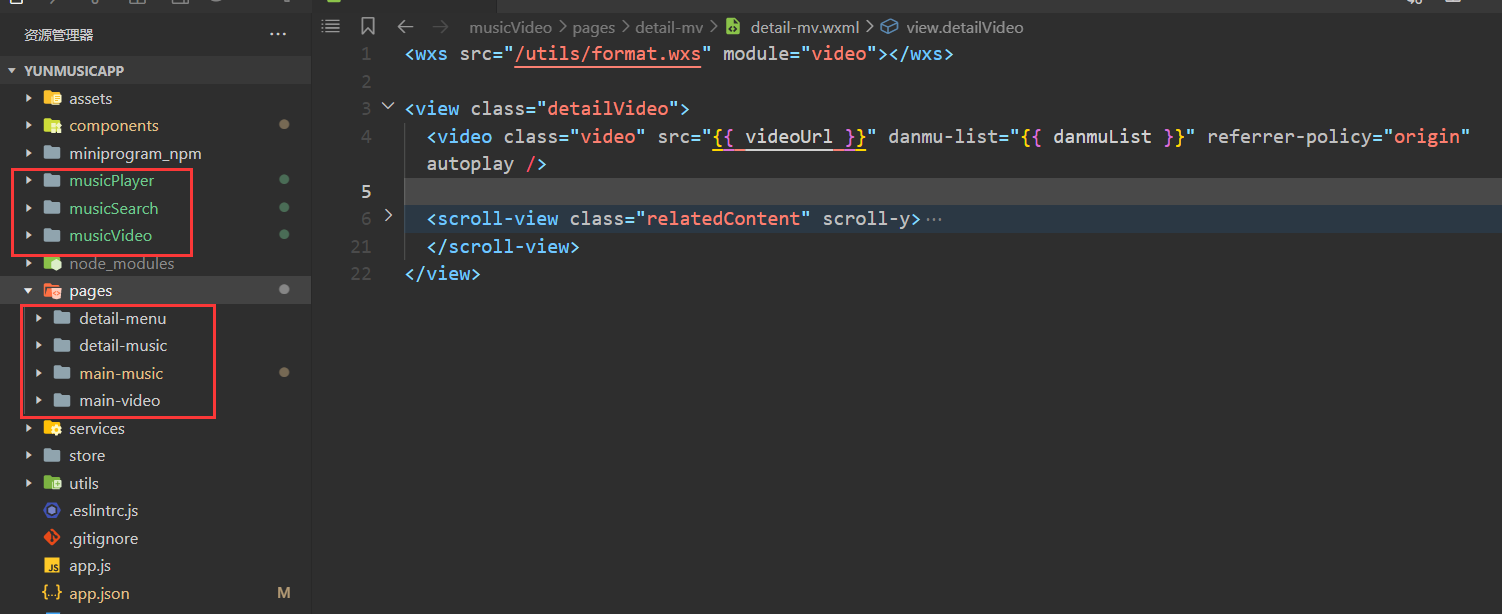 资源管理器 ···
YUNMUSICAPP
assets
components
miniprogram_npm
musicPlayer
musicSearch
musicVideo
node_modules
pages
detail-menu
detail-music
main-music
main-video
services
store
utils
.eslintrc.js
.gitignore
app.js
app.json M
musicVideo > pages > detail-mv > detail-mv.wxml > view.detailVideo
1 <wxs src="/utils/format.wxs" module="video"></wxs>
2
3 <view class="detailVideo">
4 <video class="video" src="{{ videoUrl }}" danmu-list="{{ danmuList }}" referrer-policy="origin"
autoplay />
5
6 <scroll-view class="relatedContent" scroll-y>···
21 </scroll-view>
22 </view>